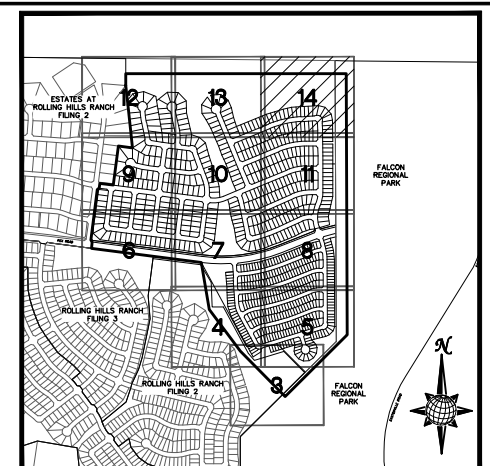 12
13
14
ESTATES AT
ROLLING HILLS RANCH
FILING 2
9
10
11
FALCON
REGIONAL
PARK
6
7
8
ROLLING HILLS RANCH
FILING 3
4
5
N
ROLLING HILLS RANCH
FILING 2
3
FALCON
REGIONAL
PARK